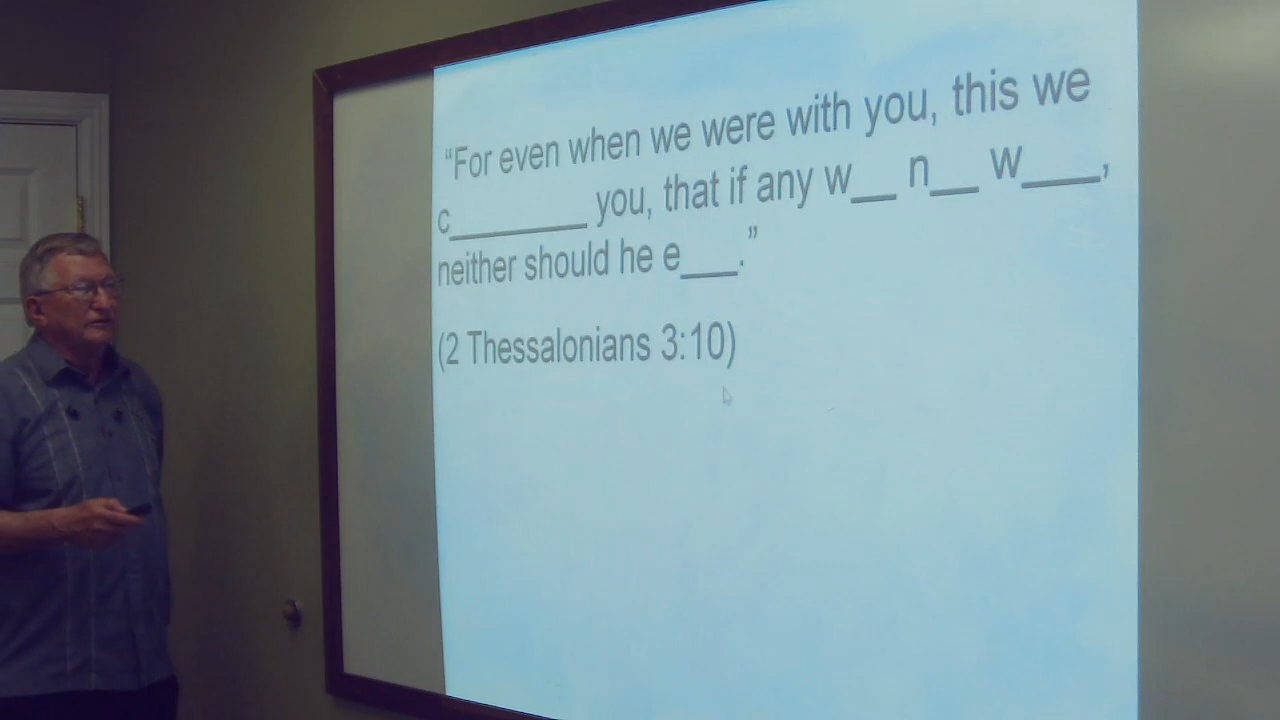 “For even when we were with you, this we
c_________ you, that if any w__ n__ w____,
neither should he e___.”
(2 Thessalonians 3:10)